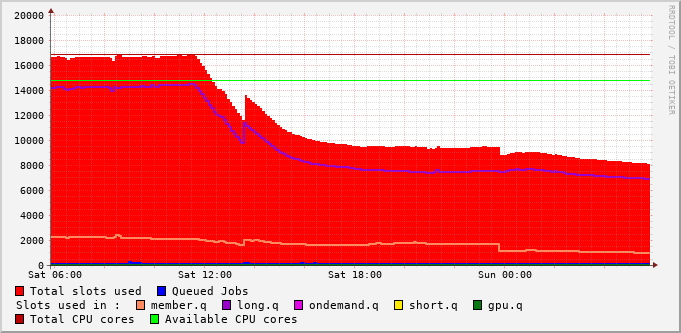 20000
18000
16000
14000
12000
10000
8000
6000
4000
2000
0
Sat 06:00 Sat 12:00 Sat 18:00 Sun 00:00
RRDTOOL / TOBI OETIKER
Total slots used Queued Jobs
Slots used in : member.q long.q ondemand.q short.q gpu.q
Total CPU cores Available CPU cores